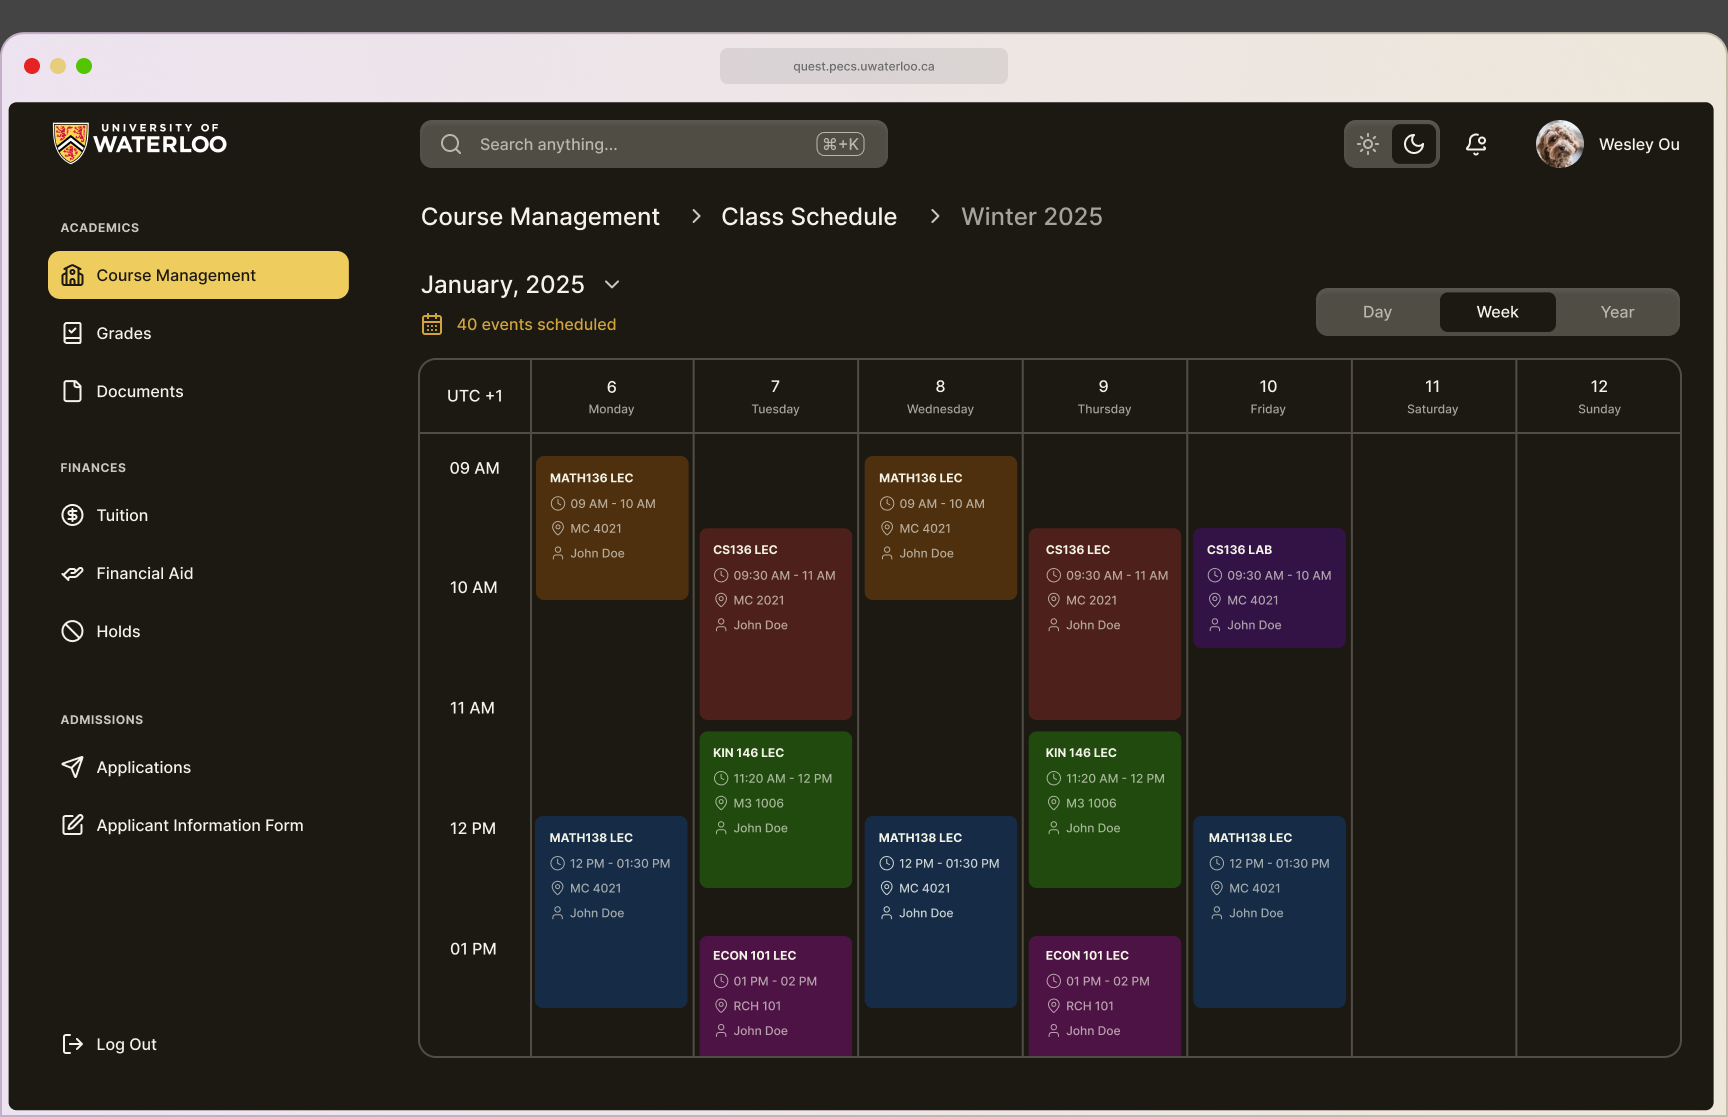 quest.pecs.uwaterloo.ca
UNIVERSITY OF
WATERLOO
Search anything...
⌘+K
Wesley Ou
Course Management > Class Schedule > Winter 2025
ACADEMICS
Course Management
Grades
Documents
FINANCES
Tuition
Financial Aid
Holds
ADMISSIONS
Applications
Applicant Information Form
Log Out
January, 2025
40 events scheduled
Day Week Year
UTC +1
6
Monday
7
Tuesday
8
Wednesday
9
Thursday
10
Friday
11
Saturday
12
Sunday
09 AM
10 AM
11 AM
12 PM
01 PM
MATH136 LEC
09 AM - 10 AM
MC 4021
John Doe
MATH138 LEC
12 PM - 01:30 PM
MC 4021
John Doe
CS136 LEC
09:30 AM - 11 AM
MC 2021
John Doe
KIN 146 LEC
11:20 AM - 12 PM
M3 1006
John Doe
ECON 101 LEC
01 PM - 02 PM
RCH 101
John Doe
MATH136 LEC
09 AM - 10 AM
MC 4021
John Doe
MATH138 LEC
12 PM - 01:30 PM
MC 4021
John Doe
CS136 LEC
09:30 AM - 11 AM
MC 2021
John Doe
KIN 146 LEC
11:20 AM - 12 PM
M3 1006
John Doe
ECON 101 LEC
01 PM - 02 PM
RCH 101
John Doe
CS136 LAB
09:30 AM - 10 AM
MC 4021
John Doe
MATH138 LEC
12 PM - 01:30 PM
MC 4021
John Doe